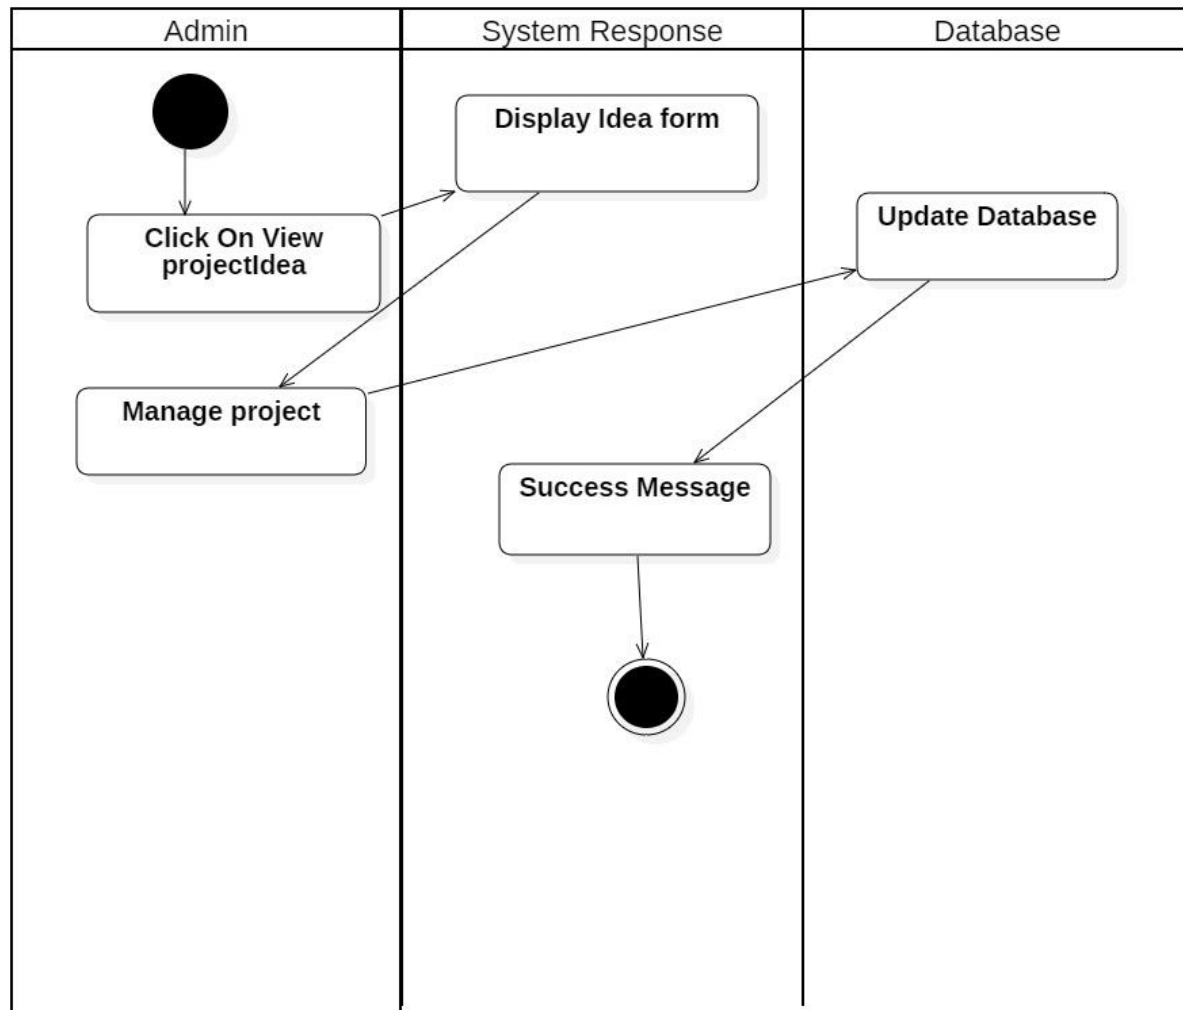 Admin
System Response
Database
Display Idea form
Update Database
Click On View
projectIdea
Manage project
Success Message